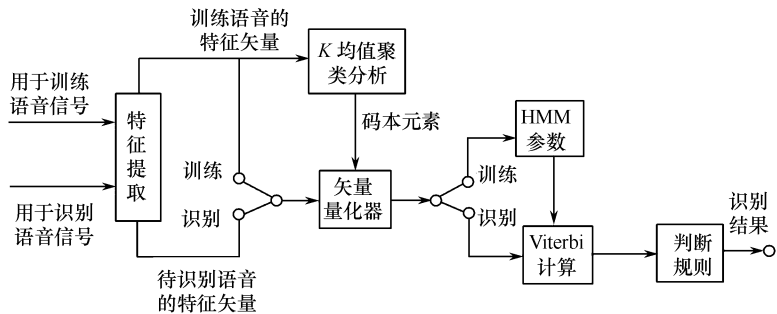 训练语音的
特征矢量
K 均值聚
类分析
用于训练
语音信号
特
征
提
取
码本元素
HMM
参数
训练
训练
矢量
量化器
识别
识别
用于识别
语音信号
Viterbi
计算
判断
规则
识别
结果
待识别语音
的特征矢量